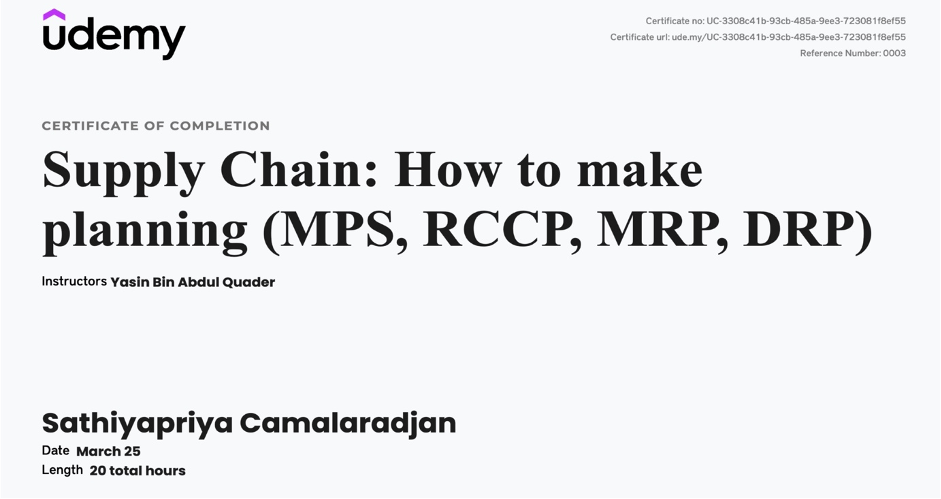 udemy
Certificate no: UC-3308c41b-93cb-485a-9ee3-723081f8ef55
Certificate url: ude.my/UC-3308c41b-93cb-485a-9ee3-723081f8ef55
Reference Number: 0003
CERTIFICATE OF COMPLETION
Supply Chain: How to make
planning (MPS, RCCP, MRP, DRP)
Instructors Yasin Bin Abdul Quader
Sathiyapriya Camalaradjan
Date March 25
Length 20 total hours